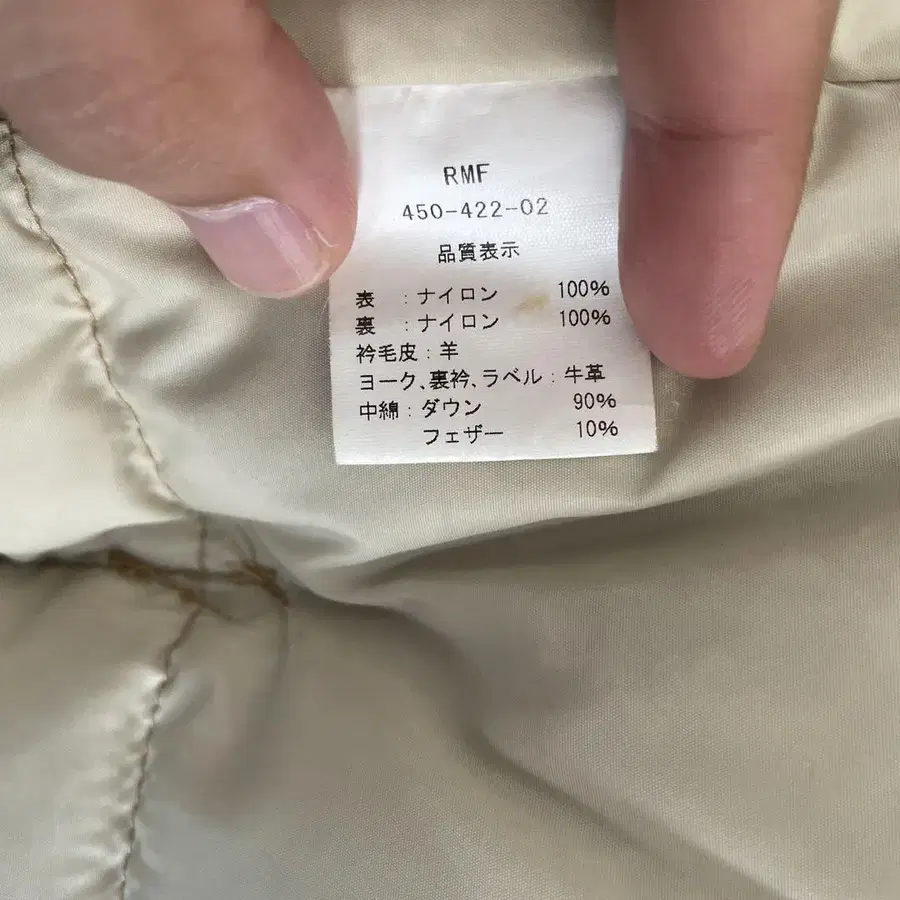 RMF
450-422-02
品質表示
表 : ナイロン 100%
裏 : ナイロン 100%
衿毛皮 : 羊
ヨーク、裏衿、ラベル : 牛革
中綿 : ダウン 90%
フェザー 10%